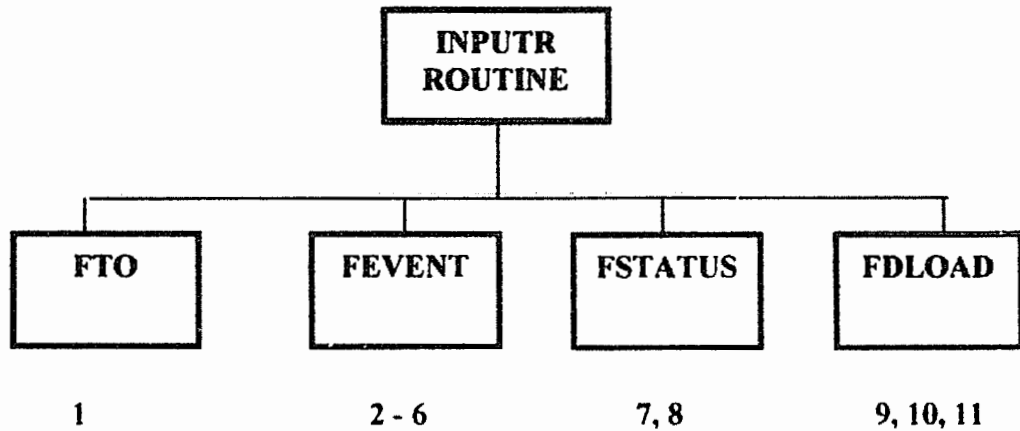 INPUTR
ROUTINE
FTO
FEVENT
FSTATUS
FDLOAD
1
2 - 6
7, 8
9, 10, 11